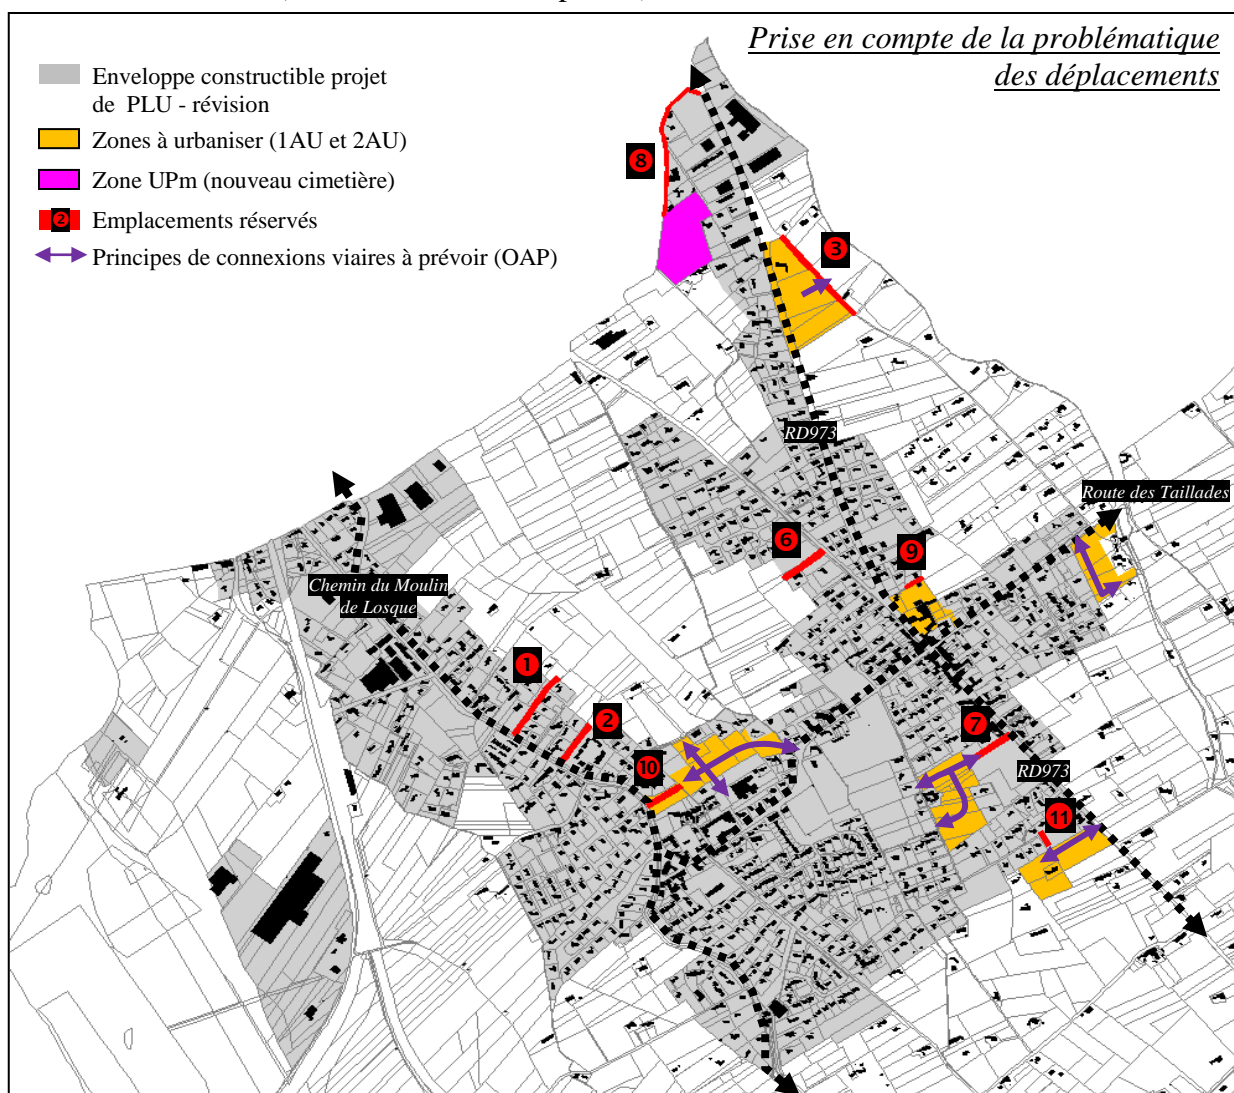 Prise en compte de la problématique
des déplacements
Enveloppe constructible projet
de PLU - révision
Zones à urbaniser (1AU et 2AU)
Zone UPm (nouveau cimetière)
2 Emplacements réservés
Principes de connexions viaires à prévoir (OAP)
8
3
RD973
Route des Taillades
6
9
Chemin du Moulin
de Losque
1
2
7
10
RD973
11